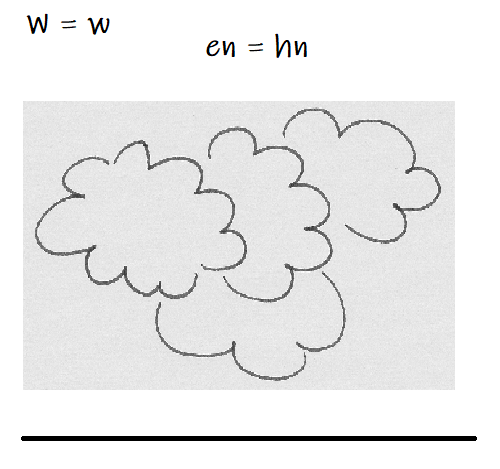 w = w
en = hn